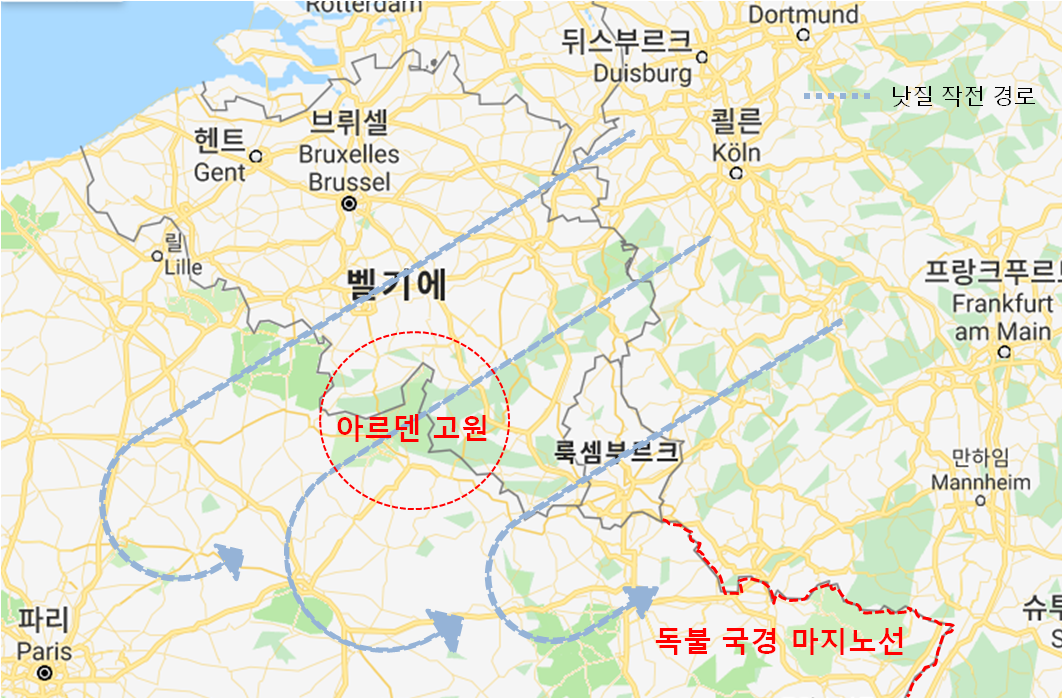 Rotterdam
Dortmund
뒤스부르크
Duisburg
낫질 작전 경로
쾰른
Köln
브뤼셀
Bruxelles
Brussel
헨트
Gent
릴
Lille
벨기에
프랑크푸르
Frankfurt
am Main
아르덴 고원
룩셈부르크
만하임
Mannheim
독불 국경 마지노선
파리
Paris
슈투
S